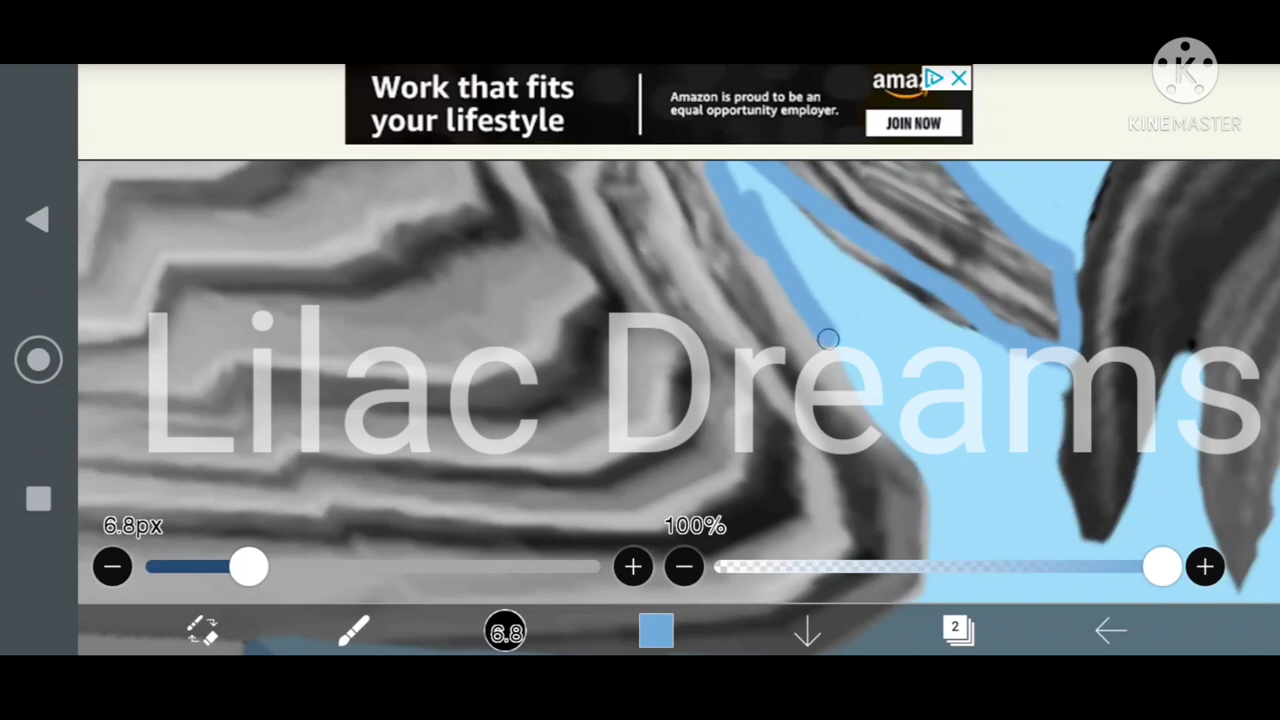 Work that fits
your lifestyle
Amazon is proud to be an
equal opportunity employer.
amaz
JOIN NOW
KINEMASTER
Lilac Dreams
6.8px
100%
6.8
2